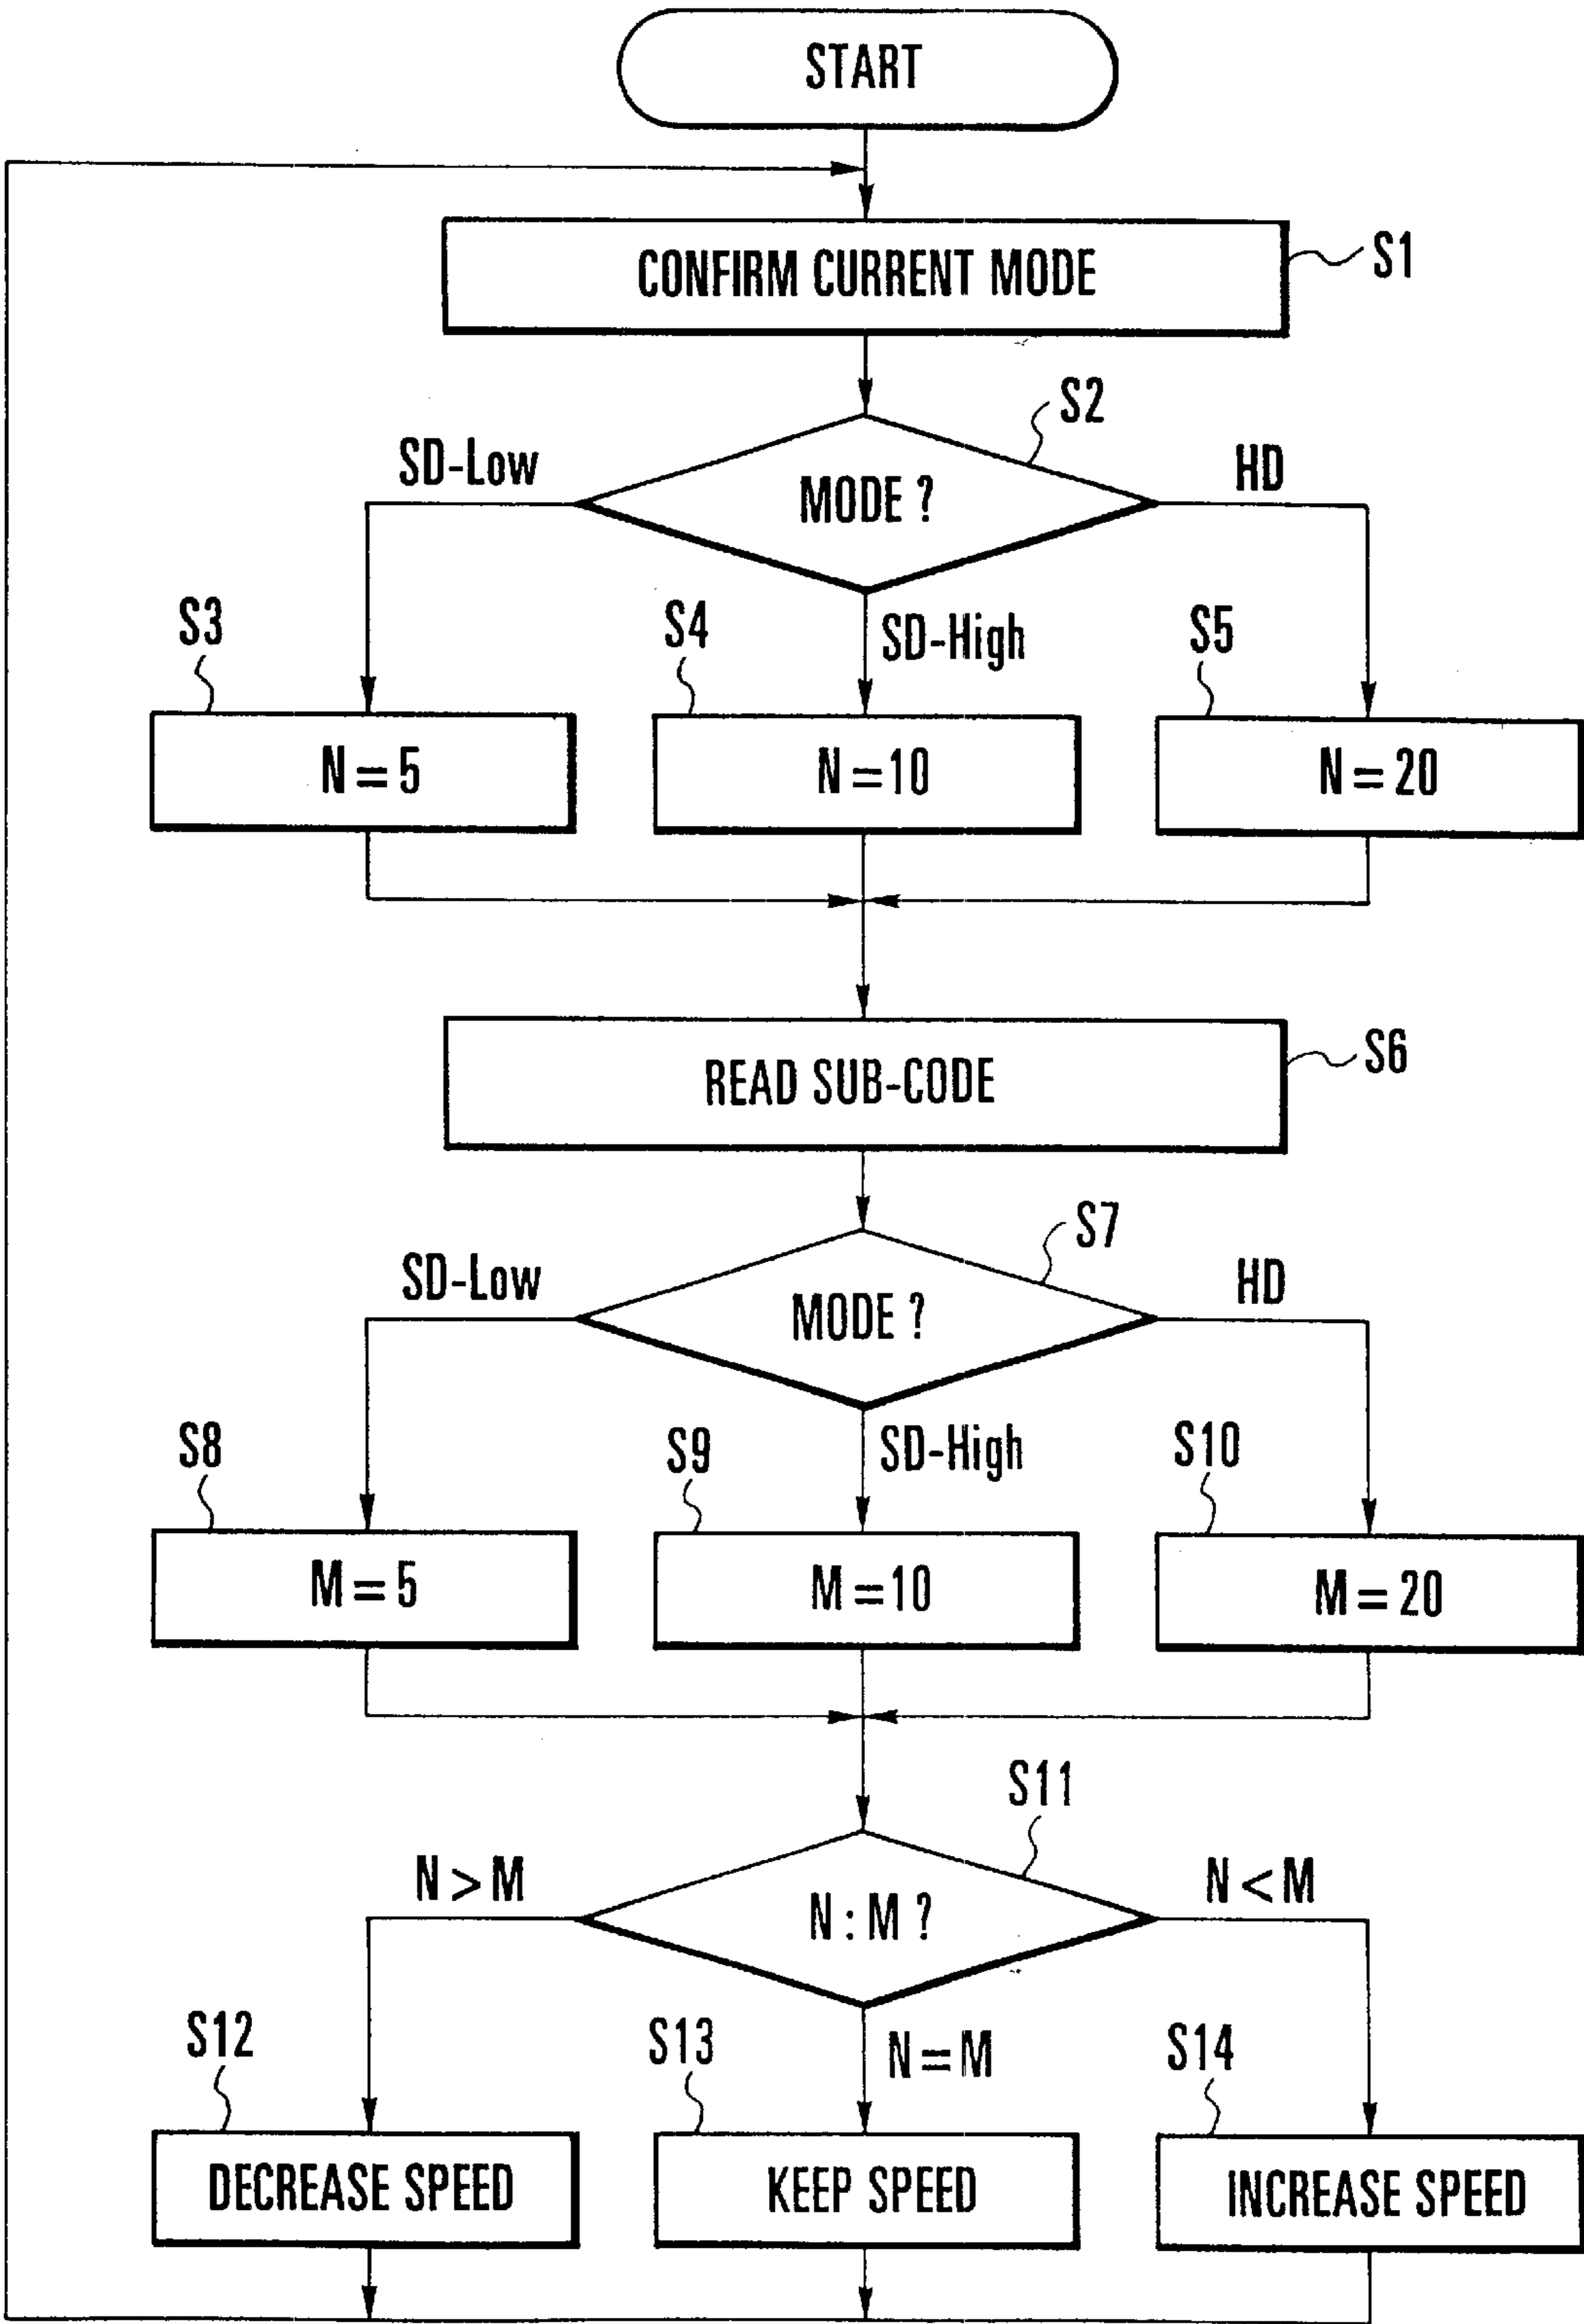 START
CONFIRM CURRENT MODE
S1
S2
SD-Low
MODE ?
HD
S3
S4
SD-High
S5
N = 5
N = 10
N = 20
READ SUB-CODE
S6
S7
SD-Low
MODE ?
HD
S8
S9
SD-High
S10
M = 5
M = 10
M = 20
S11
N > M
N : M ?
N < M
S12
S13
N = M
S14
DECREASE SPEED
KEEP SPEED
INCREASE SPEED